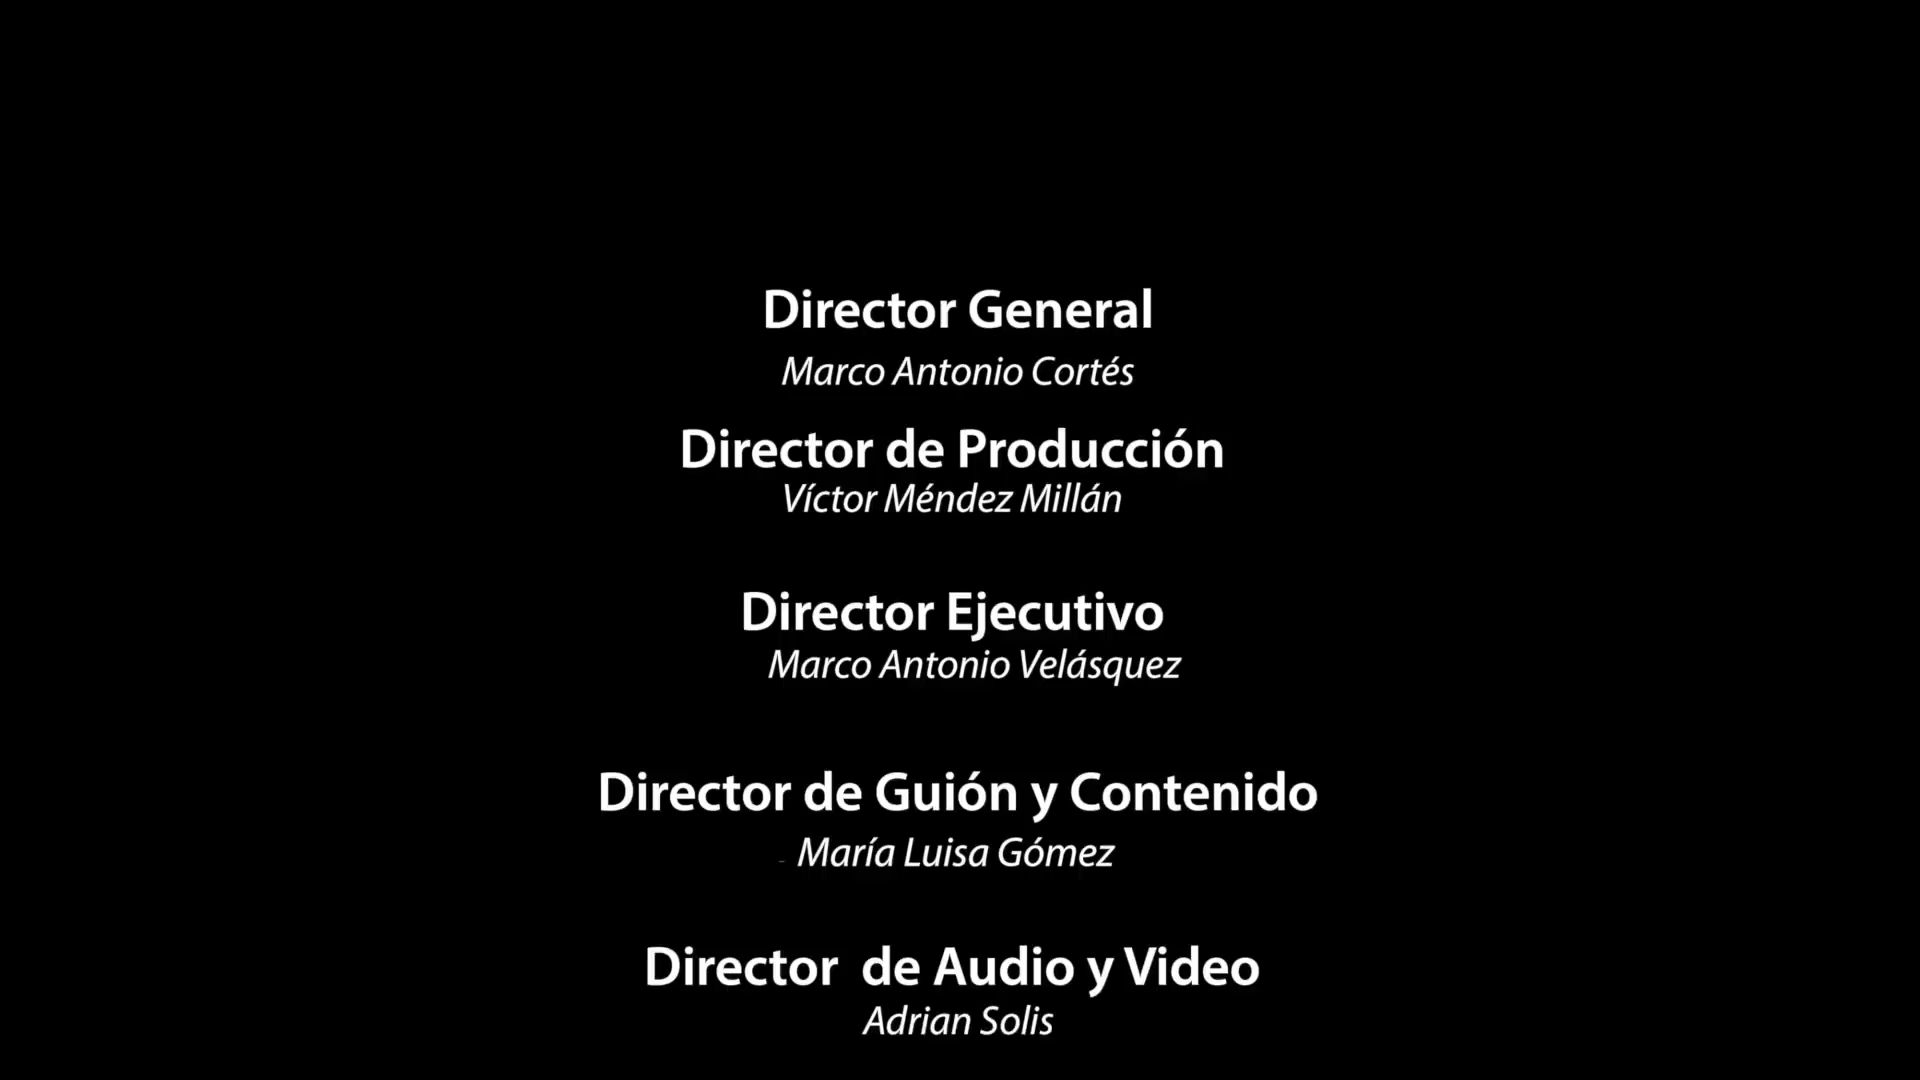 Director General
Marco Antonio Cortés
Director de Producción
Víctor Méndez Millán
Director Ejecutivo
Marco Antonio Velásquez
Director de Guión y Contenido
María Luisa Gómez
Director de Audio y Video
Adrian Solis